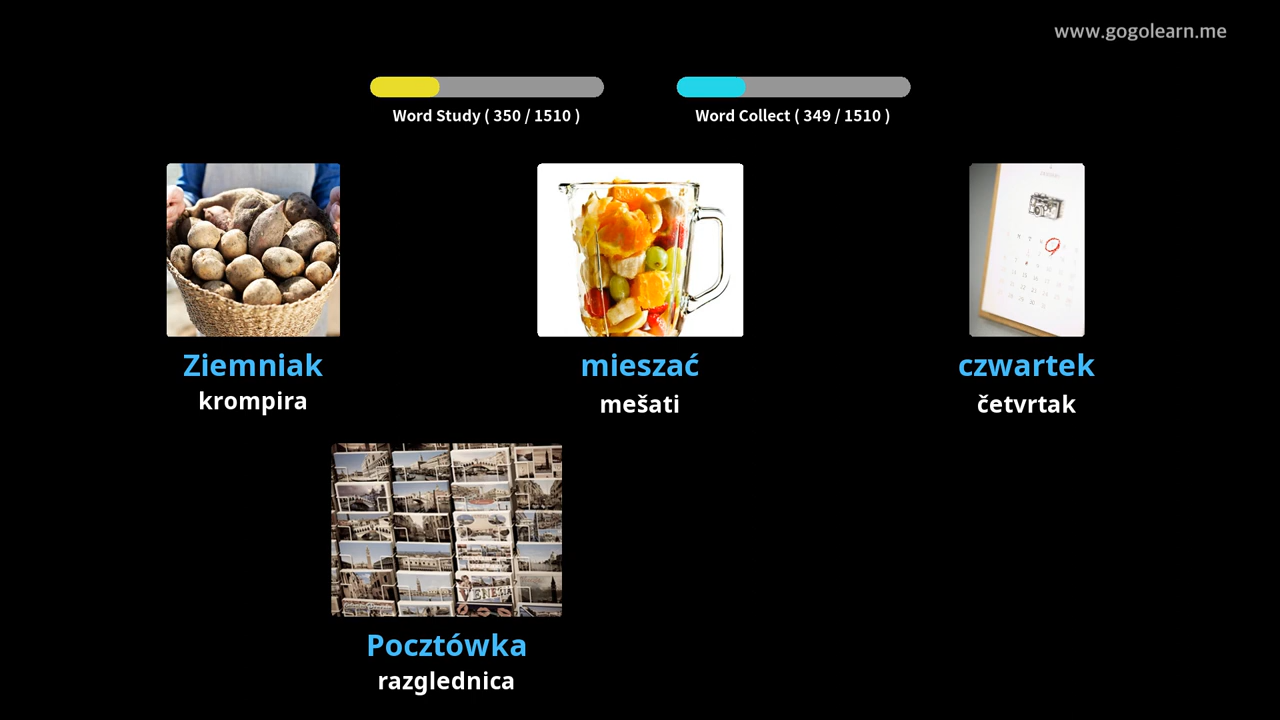 www.gogolearn.me
Word Study ( 350 / 1510 )
Word Collect ( 349 / 1510 )
Ziemniak
krompira
mieszać
mešati
czwartek
četvrtak
Pocztówka
razglednica